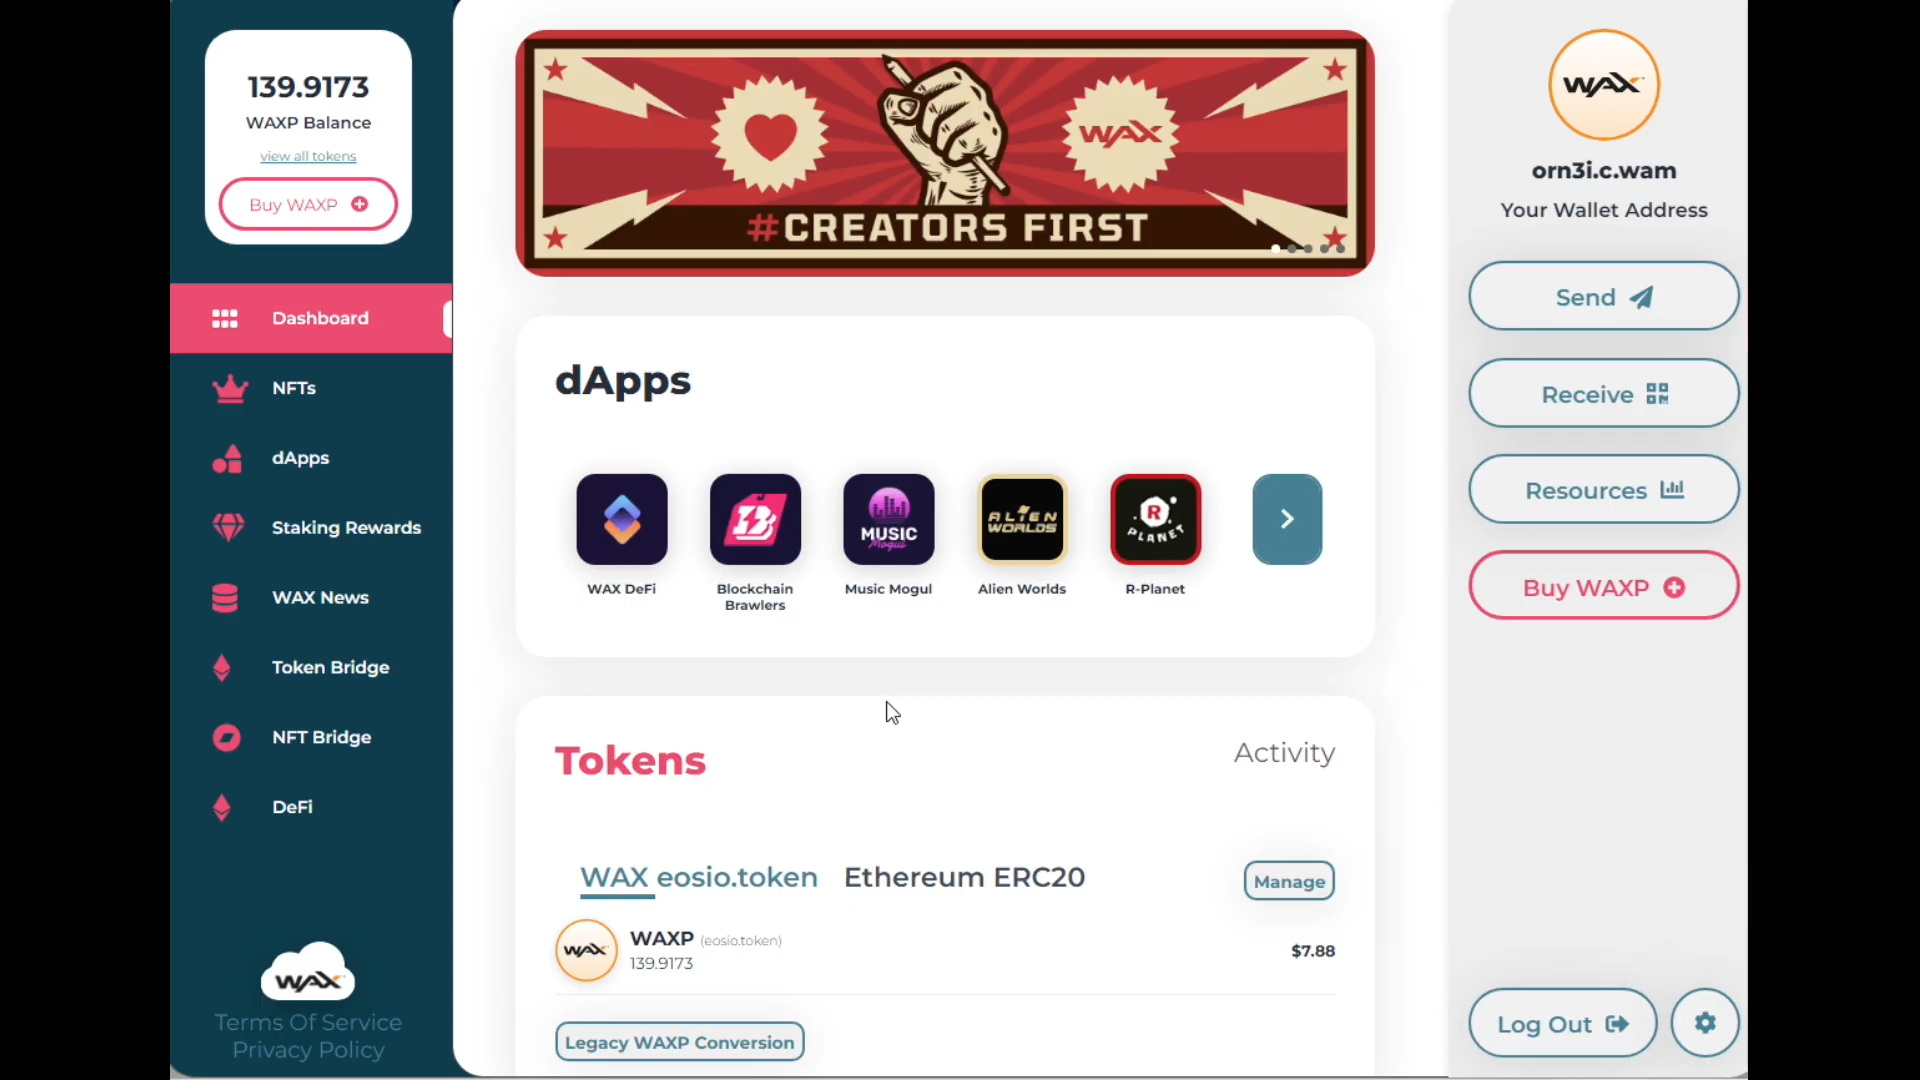 139.9173
WAXP Balance
view all tokens
Buy WAXP
Dashboard
NFTs
dApps
Staking Rewards
WAX News
Token Bridge
NFT Bridge
DeFi
WAX
Terms Of Service
Privacy Policy
WAX
#CREATORS FIRST
dApps
MUSIC
Mogul
ALIEN
WORLDS
R
PLANET
WAX DeFi
Blockchain
Brawlers
Music Mogul
Alien Worlds
R-Planet
Tokens
Activity
WAX eosio.token
Ethereum ERC20
Manage
WAX
WAXP (eosio.token)
139.9173
$7.88
Legacy WAXP Conversion
WAX
orn3i.c.wam
Your Wallet Address
Send
Receive
Resources
Buy WAXP
Log Out